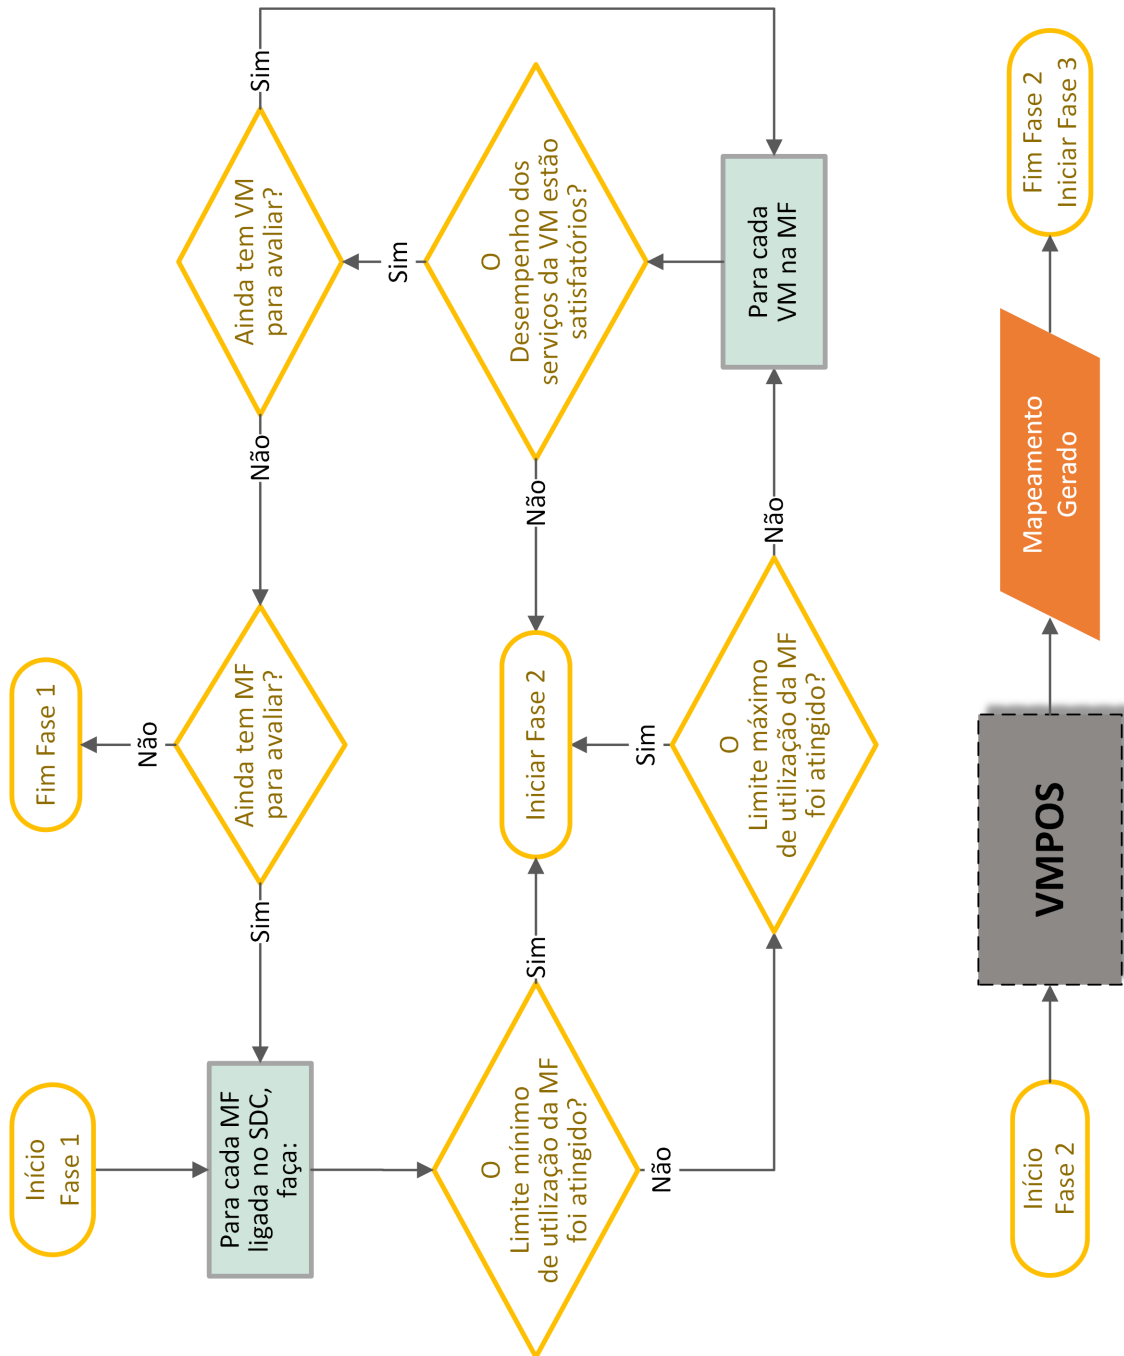 Início
Fase 1
Para cada MF
ligada no SDC,
faça:
O
Limite mínimo
de utilização da MF
foi atingido?
Sim
Não
Iniciar Fase 2
O
Limite máximo
de utilização da MF
foi atingido?
Sim
Não
Para cada
VM na MF
O
Desempenho dos
serviços da VM estão
satisfatórios?
Não
Sim
Ainda tem VM
para avaliar?
Sim
Não
Ainda tem MF
para avaliar?
Sim
Não
Fim Fase 1
Início
Fase 2
VMPOS
Mapeamento
Gerado
Fim Fase 2
Iniciar Fase 3